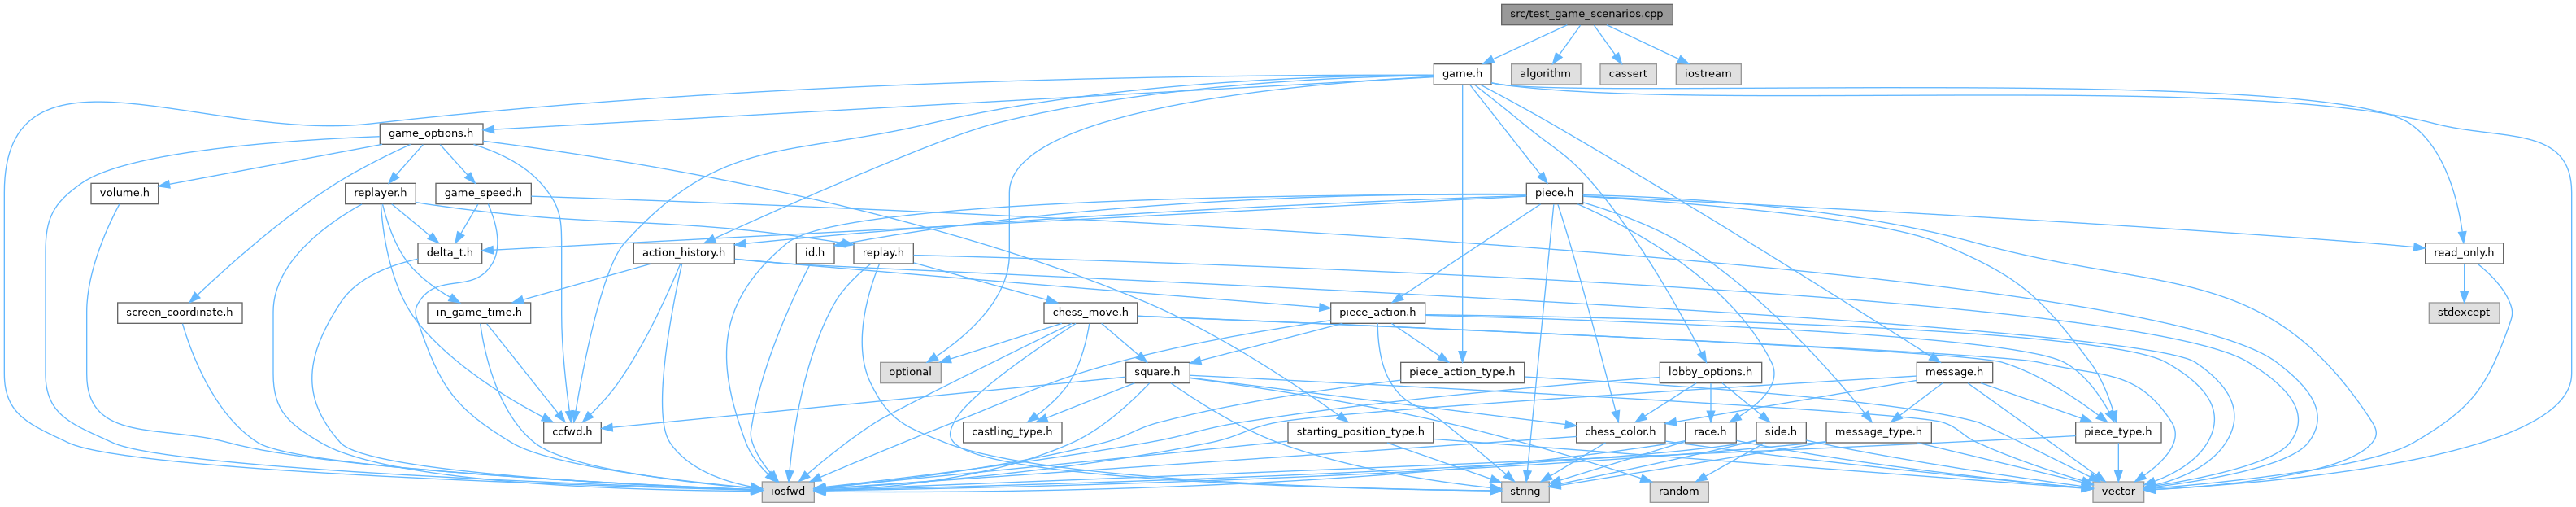 src/test_game_scenarios.cpp
game.h
algorithm
cassert
iostream
game_options.h
volume.h
replayer.h
game_speed.h
piece.h
delta_t.h
action_history.h
id.h
replay.h
read_only.h
screen_coordinate.h
in_game_time.h
chess_move.h
piece_action.h
stdexcept
optional
square.h
piece_action_type.h
lobby_options.h
message.h
ccfwd.h
castling_type.h
starting_position_type.h
chess_color.h
race.h
side.h
message_type.h
piece_type.h
iosfwd
string
random
vector